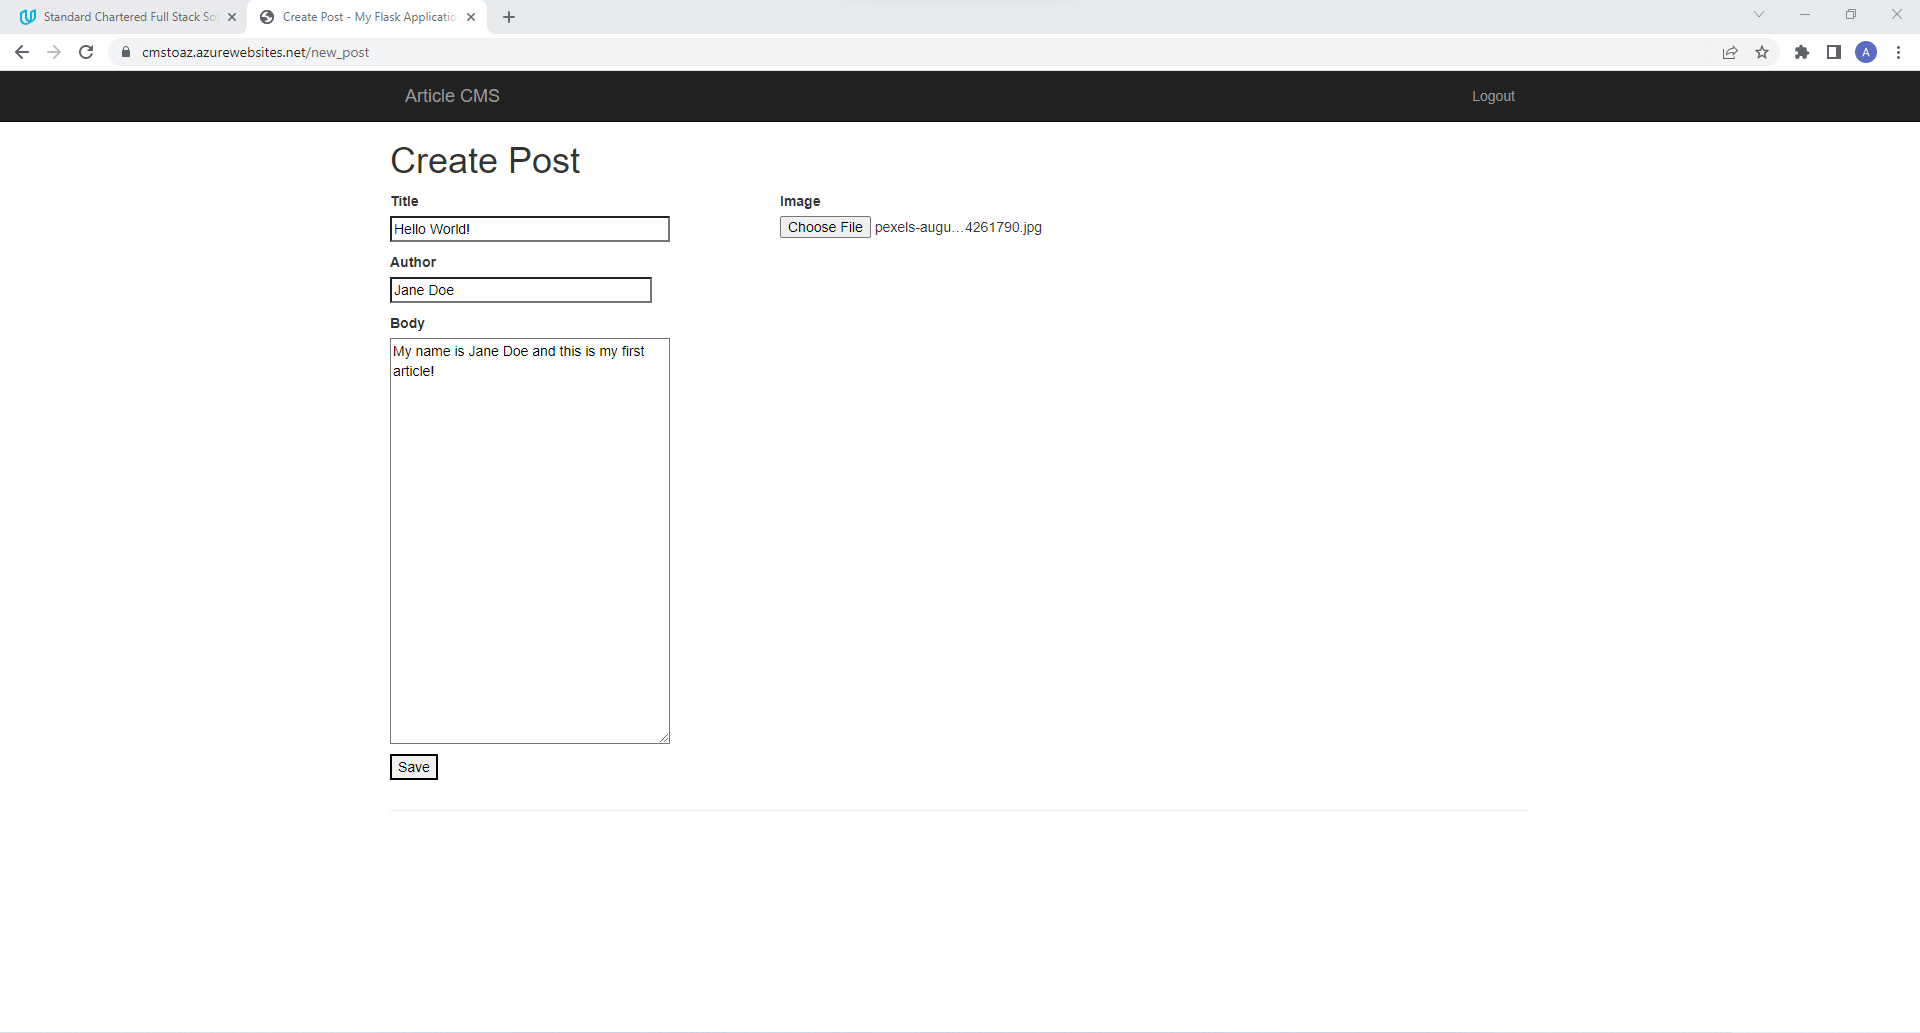 Standard Chartered Full Stack So
Create Post - My Flask Applicatio
cmstoaz.azurewebsites.net/new_post
A
Article CMS
Logout
Create Post
Title
Image
Hello World!
Choose File pexels-augu…4261790.jpg
Author
Jane Doe
Body
My name is Jane Doe and this is my first
article!
Save